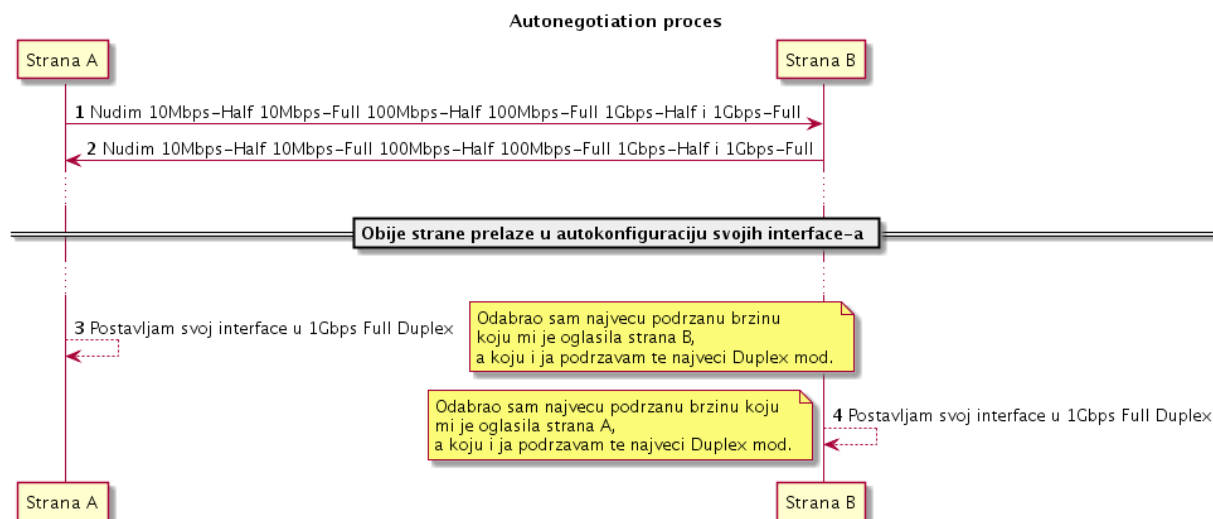 Autonegotiation proces
Strana A
Strana B
1 Nudim 10Mbps-Half 10Mbps-Full 100Mbps-Half 100Mbps-Full 1Gbps-Half i 1Gbps-Full
2 Nudim 10Mbps-Half 10Mbps-Full 100Mbps-Half 100Mbps-Full 1Gbps-Half i 1Gbps-Full
Obije strane prelaze u autokonfiguraciju svojih interface-a
3 Postavljam svoj interface u 1Gbps Full Duplex
Odabrao sam najvecu podrzanu brzinu
koju mi je oglasila strana B,
a koju i ja podrzavam te najveci Duplex mod.
Odabrao sam najvecu podrzanu brzinu koju
mi je oglasila strana A,
a koju i ja podrzavam te najveci Duplex mod.
4 Postavljam svoj interface u 1Gbps Full Duplex
Strana A
Strana B